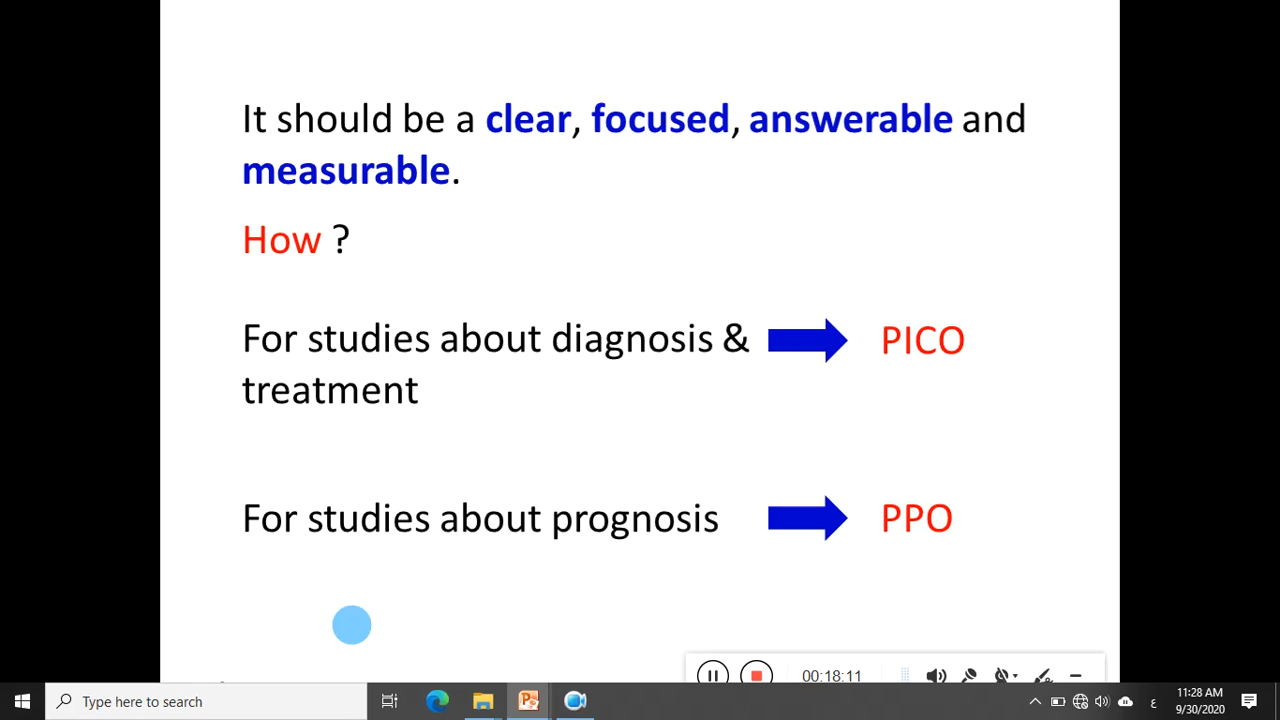 It should be a clear, focused, answerable and
measurable.
How ?
For studies about diagnosis &
treatment
PICO
For studies about prognosis
PPO
00:18:11
Type here to search
ع
11:28 AM
9/30/2020